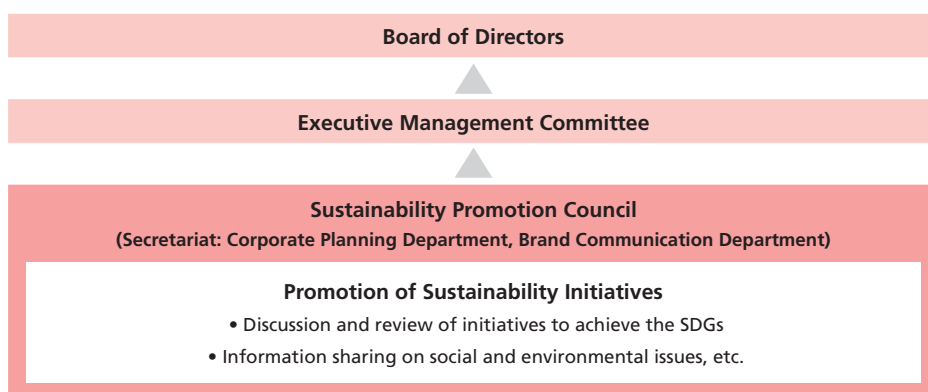 Board of Directors
Executive Management Committee
Sustainability Promotion Council
(Secretariat: Corporate Planning Department, Brand Communication Department)
Promotion of Sustainability Initiatives
• Discussion and review of initiatives to achieve the SDGs
• Information sharing on social and environmental issues, etc.